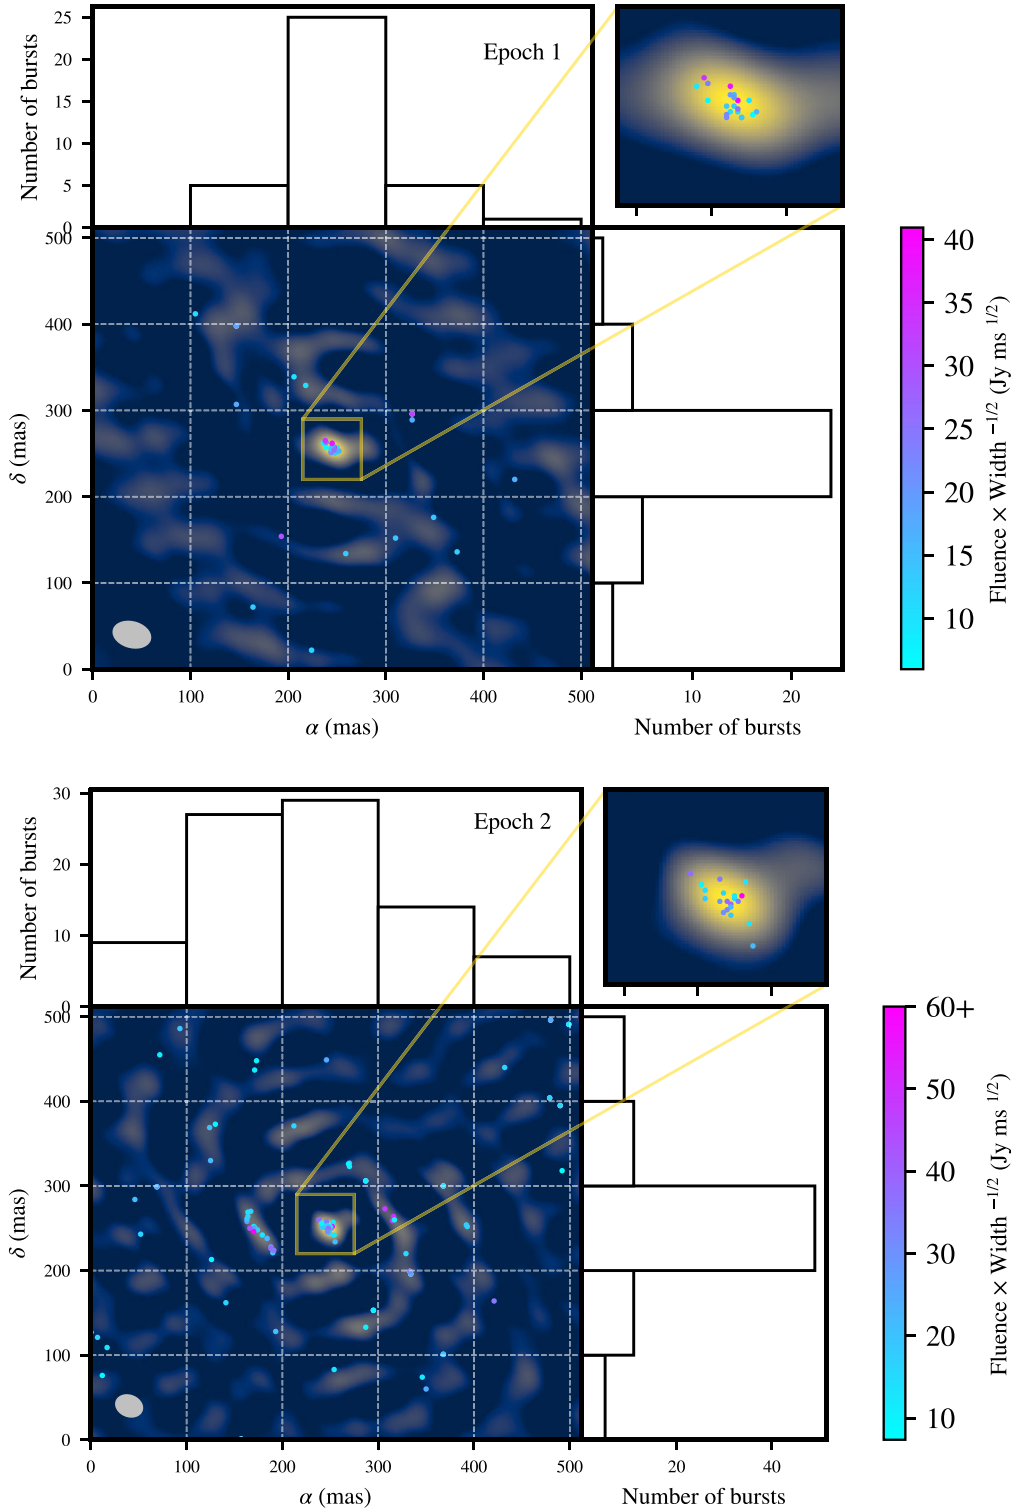 Number of bursts
25
20
15
10
5
0
Epoch 1
δ (mas)
500
400
300
200
100
0
0 100 200 300 400 500
α (mas)
10 20
Number of bursts
40
35
30
25
20
15
10
Fluence × Width −1/2 (Jy ms 1/2)
Number of bursts
30
20
10
0
Epoch 2
δ (mas)
500
400
300
200
100
0
0 100 200 300 400 500
α (mas)
20 40
Number of bursts
60+
50
40
30
20
10
Fluence × Width −1/2 (Jy ms 1/2)